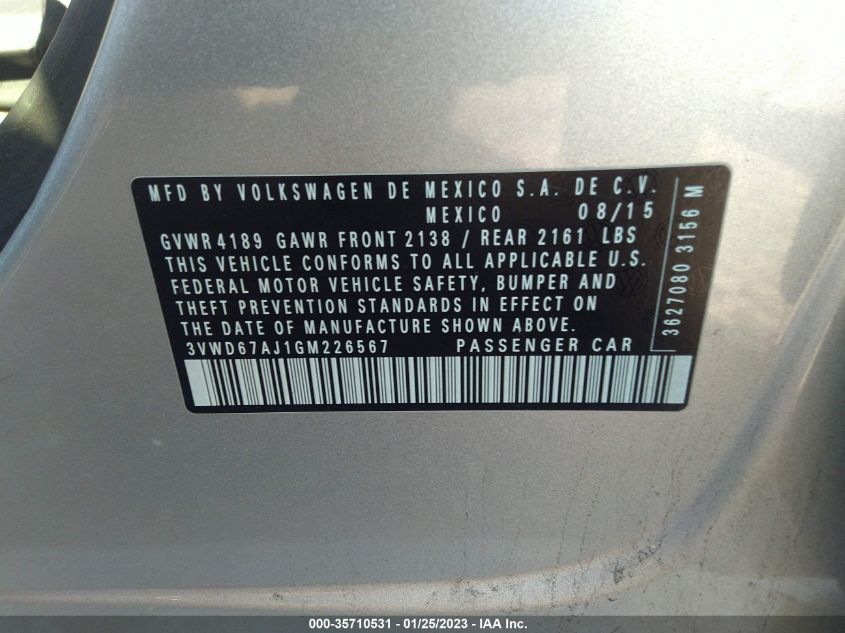 MFD BY VOLKSWAGEN DE MEXICO S.A. DE C.V.
MEXICO 08/15
GVWR 4189 GAWR FRONT 2138 / REAR 2161 LBS
THIS VEHICLE CONFORMS TO ALL APPLICABLE U.S.
FEDERAL MOTOR VEHICLE SAFETY, BUMPER AND
THEFT PREVENTION STANDARDS IN EFFECT ON
THE DATE OF MANUFACTURE SHOWN ABOVE.
3VWD67AJ1GM226567 PASSENGER CAR
3627080 3156 M
000-35710531 - 01/25/2023 - IAA Inc.